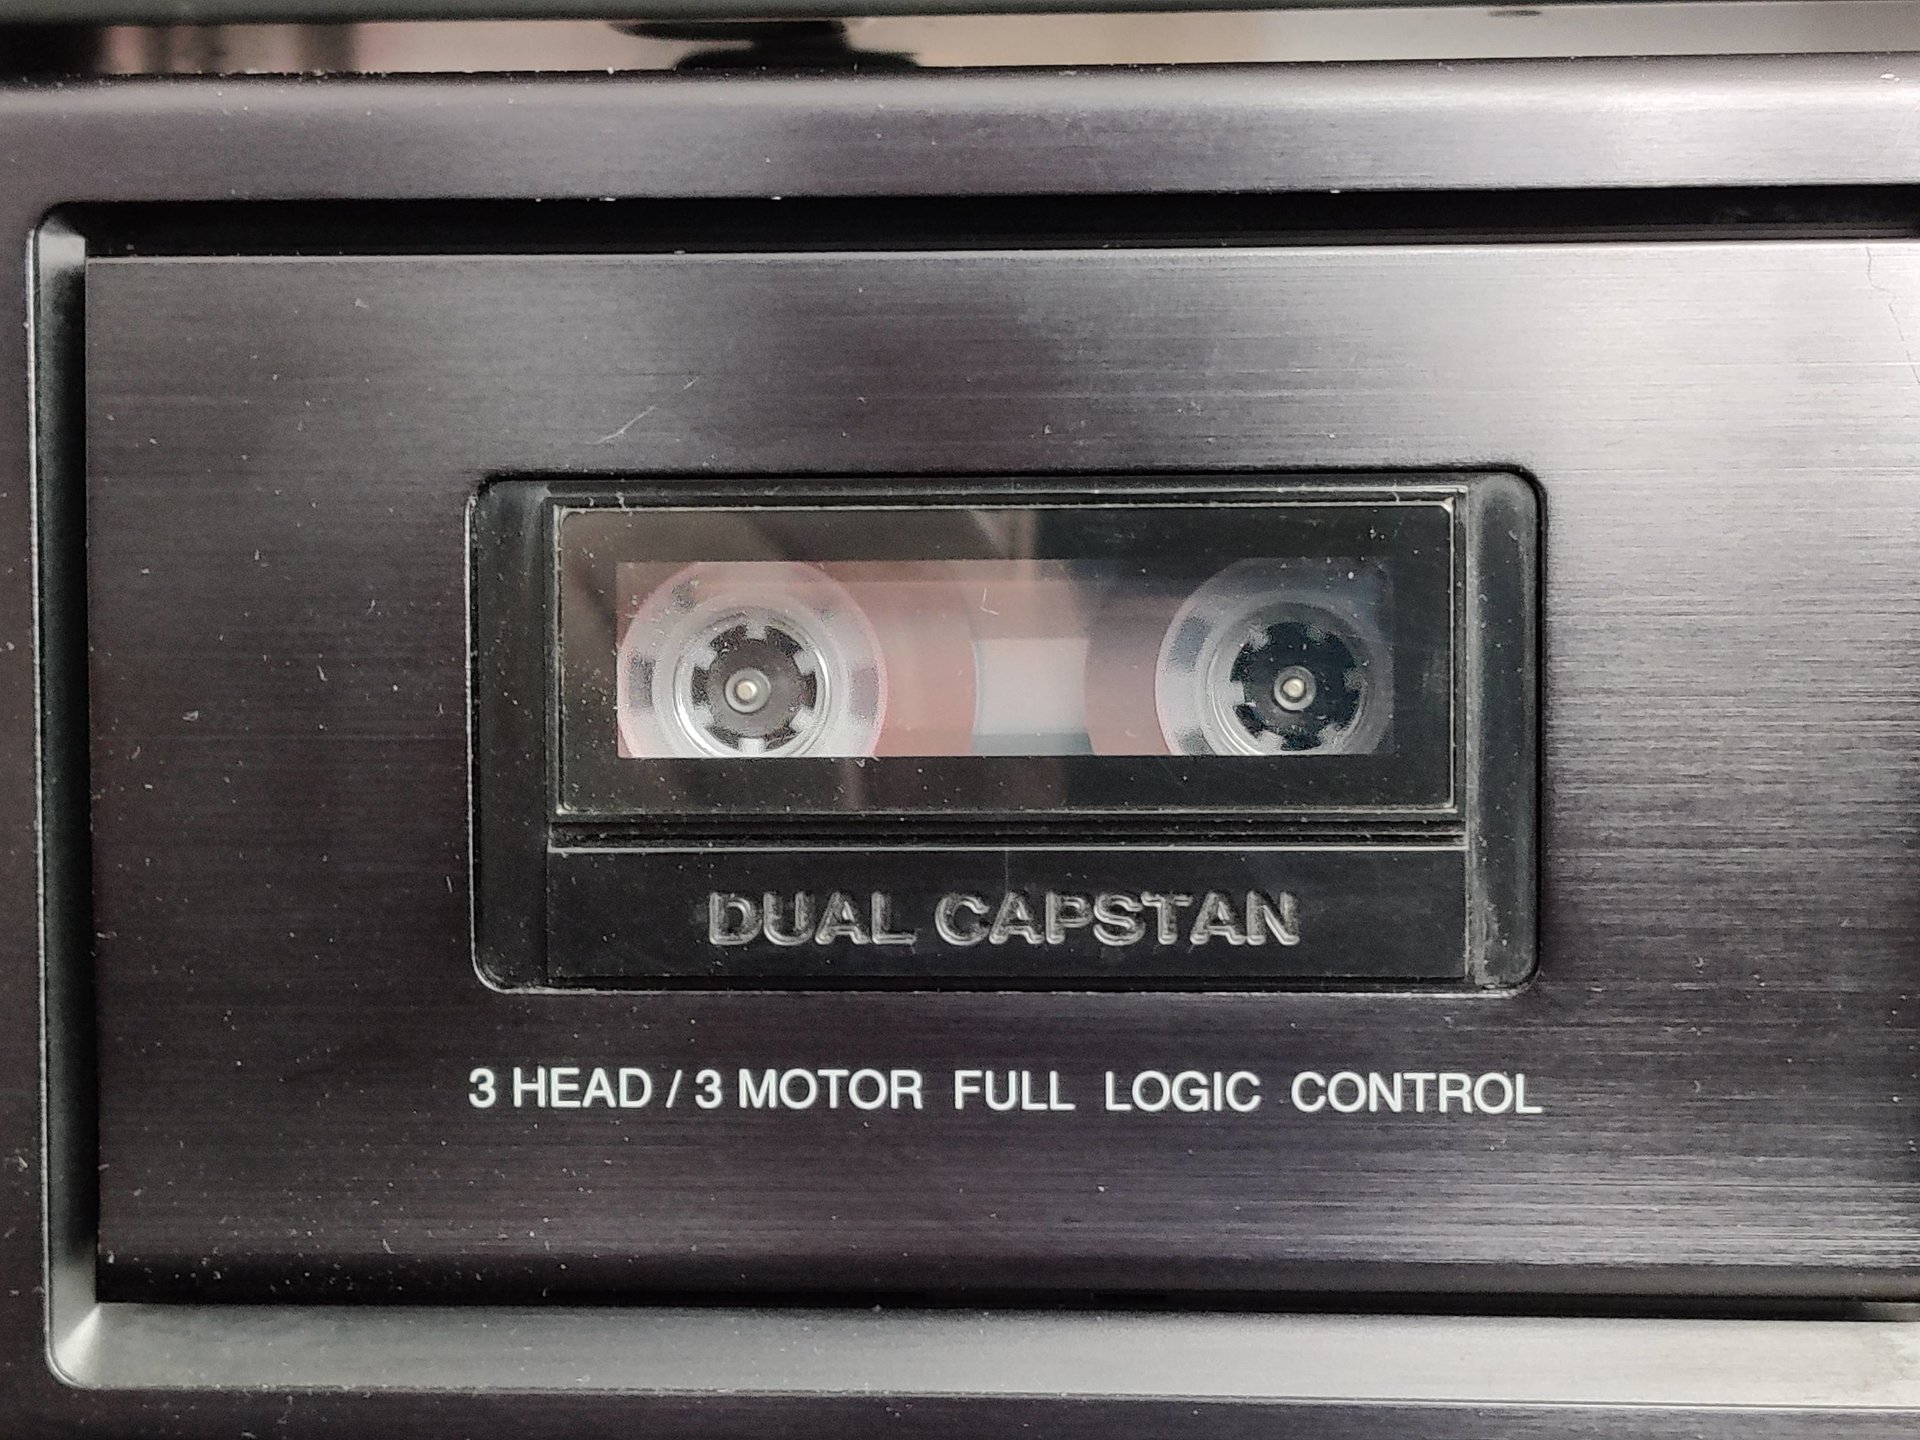 DUAL CAPSTAN
3 HEAD / 3 MOTOR FULL LOGIC CONTROL